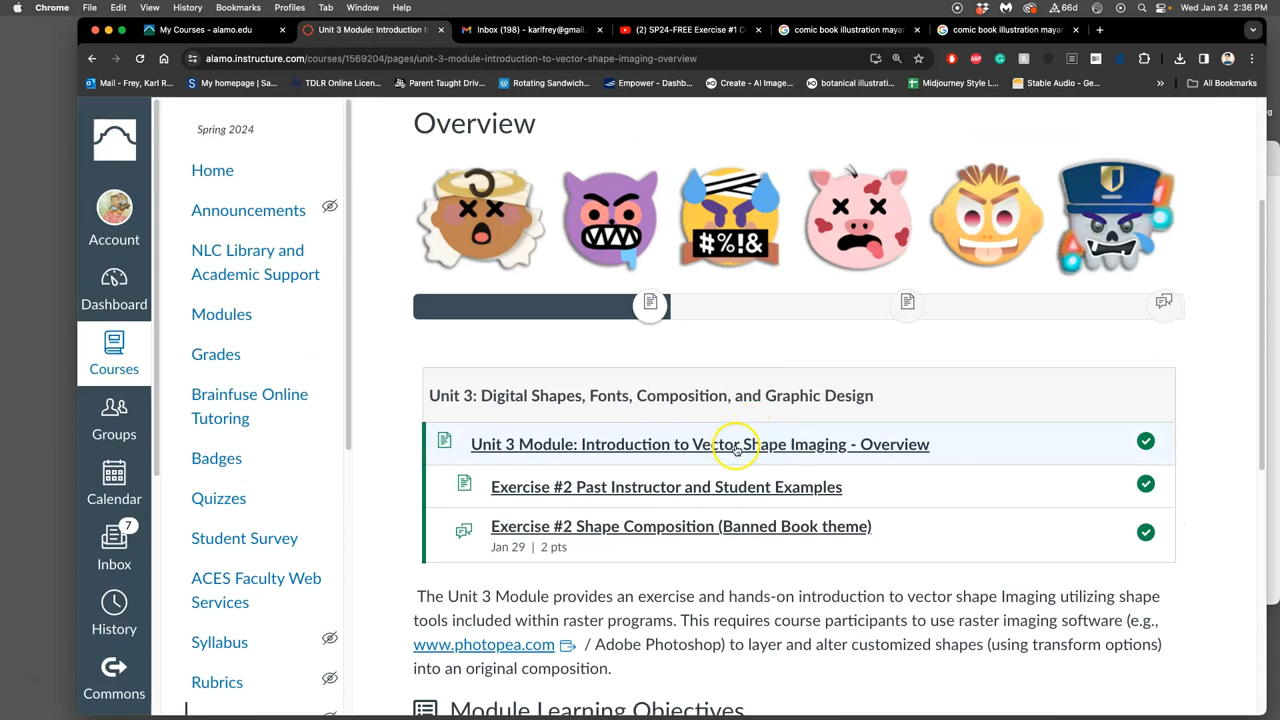 Chrome File Edit View History Bookmarks Profiles Tab Window Help 66d Wed Jan 24 2:36 PM
My Courses - alamo.edu Unit 3 Module: Introduction t Inbox (198) - karifrey@gmail. (2) SP24-FREE Exercise #1 C comic book illustration mayar comic book illustration mayar
alamo.instructure.com/courses/1569204/pages/unit-3-module-introduction-to-vector-shape-imaging-overview
Mail - Frey, Karl R... My homepage | Sa... TDLR Online Licen... Parent Taught Driv... Rotating Sandwich... Empower - Dashb... Create - AI Image... botanical illustrati... Midjourney Style L... Stable Audio - Ge... All Bookmarks
Account
Dashboard
Courses
Groups
Calendar
7
Inbox
History
Commons
Spring 2024
Home
Announcements
NLC Library and
Academic Support
Modules
Grades
Brainfuse Online
Tutoring
Badges
Quizzes
Student Survey
ACES Faculty Web
Services
Syllabus
Rubrics
Overview
#%!&
Unit 3: Digital Shapes, Fonts, Composition, and Graphic Design
Unit 3 Module: Introduction to Vector Shape Imaging - Overview
Exercise #2 Past Instructor and Student Examples
Exercise #2 Shape Composition (Banned Book theme)
Jan 29 | 2 pts
The Unit 3 Module provides an exercise and hands-on introduction to vector shape Imaging utilizing shape
tools included within raster programs. This requires course participants to use raster imaging software (e.g.,
www.photopea.com / Adobe Photoshop) to layer and alter customized shapes (using transform options)
into an original composition.
Module Learning Objectives